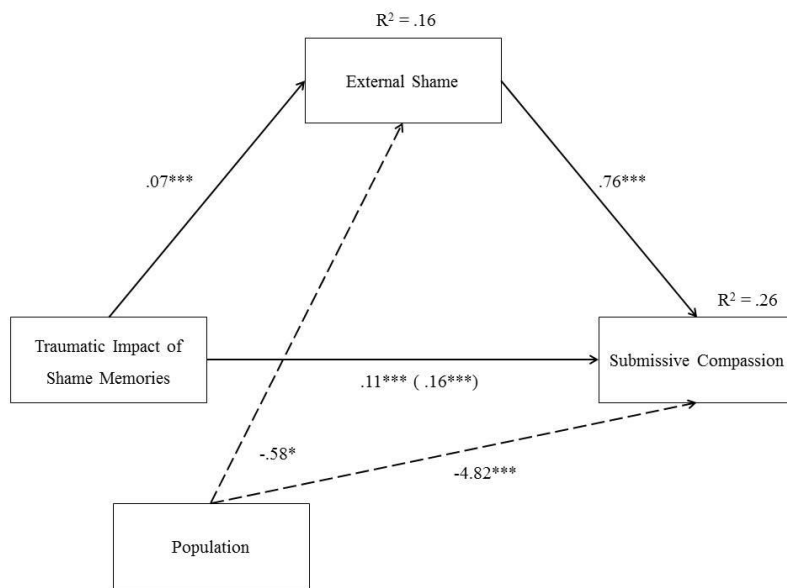 R² = .16
External Shame
.07***
.76***
R² = .26
Traumatic Impact of
Shame Memories
Submissive Compassion
.11*** ( .16***)
-.58*
-4.82***
Population